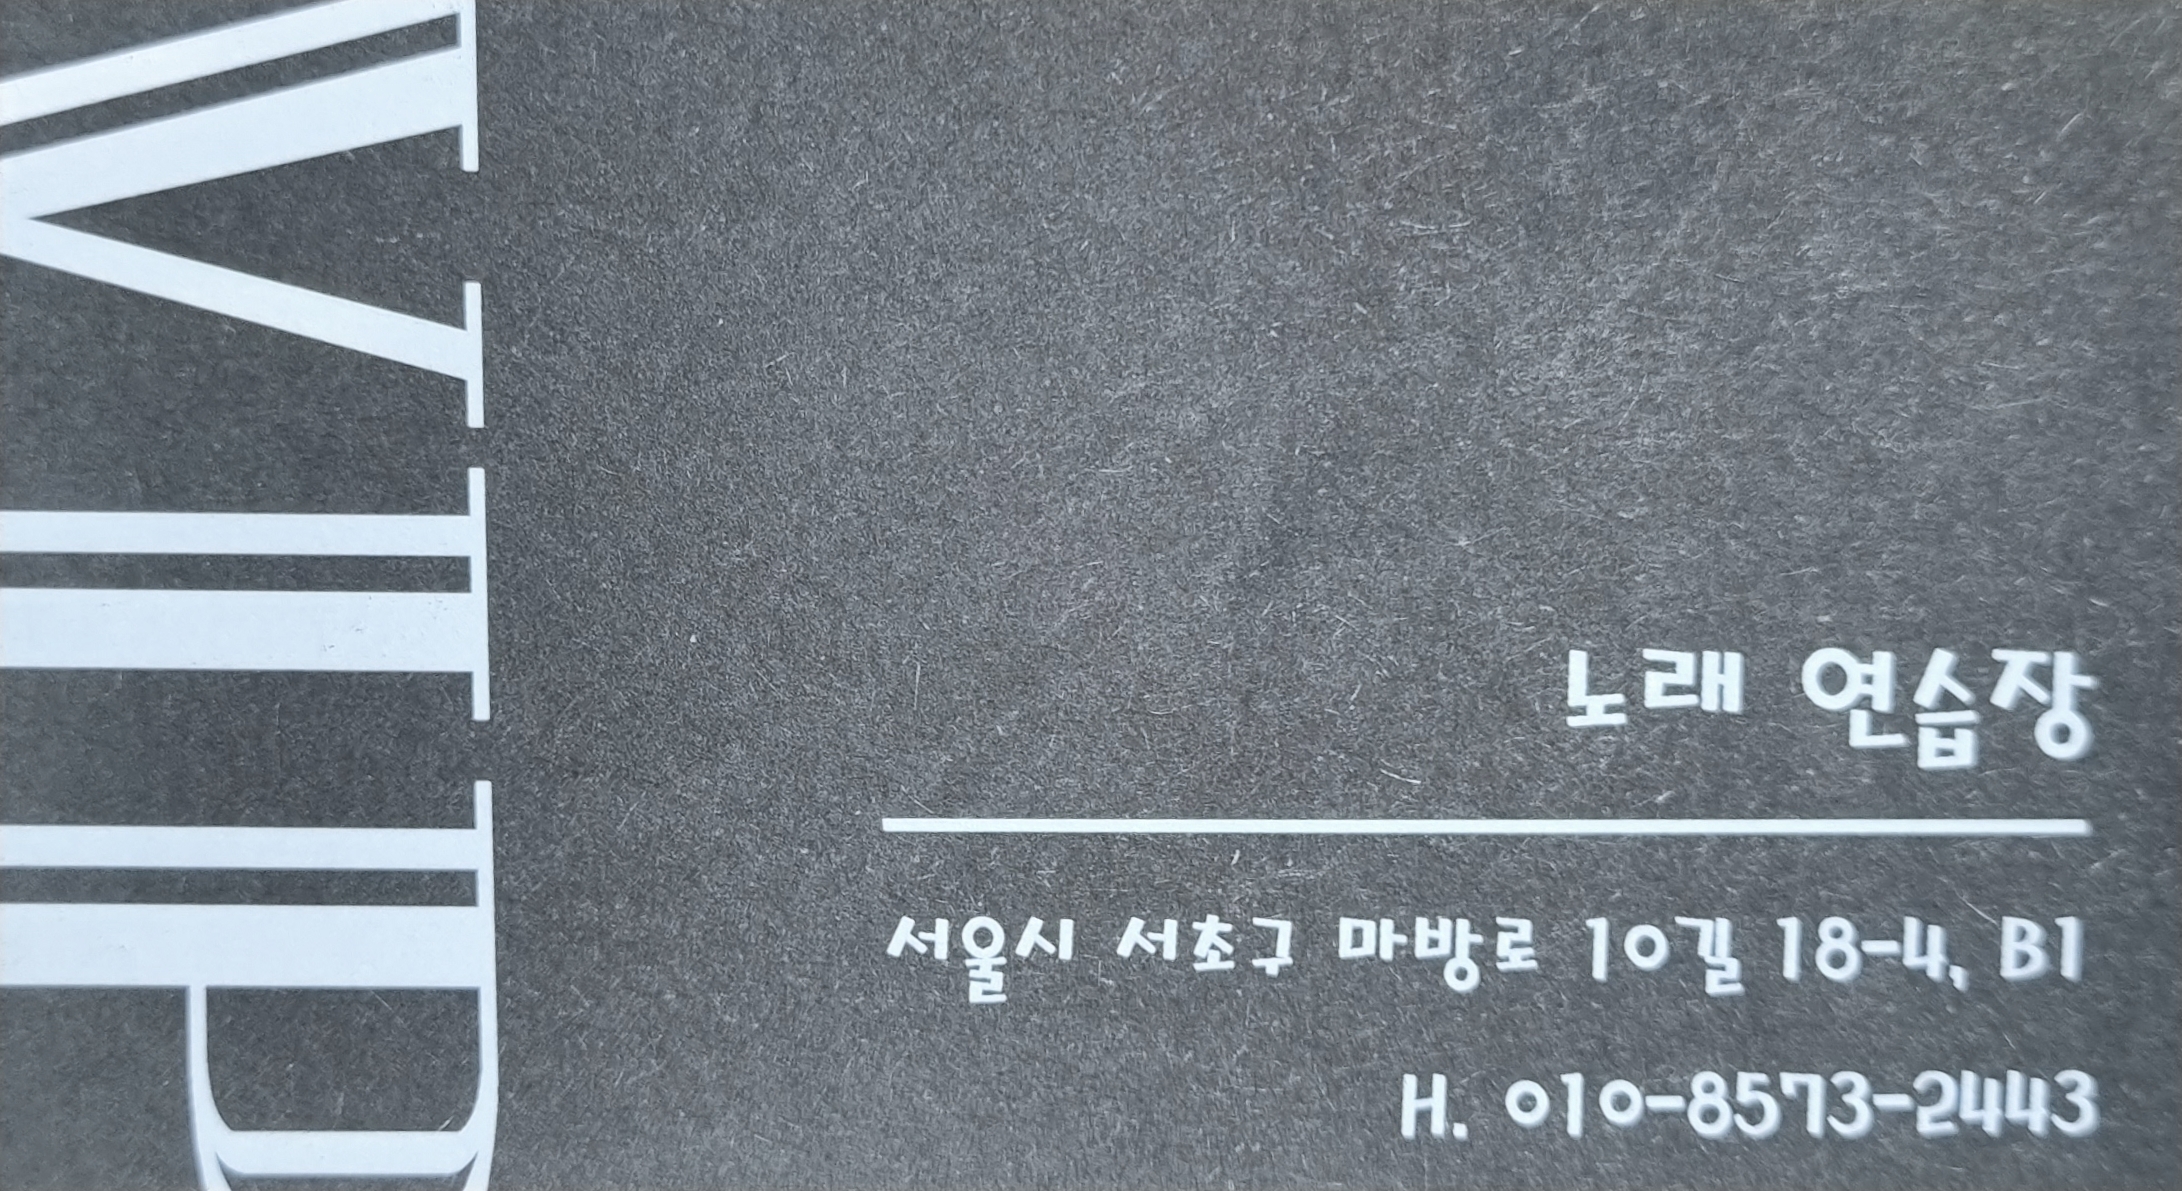 VIP
노래 연습장
서울시 서초구 마방로 10길 18-4, B1
H. 010-8573-2443